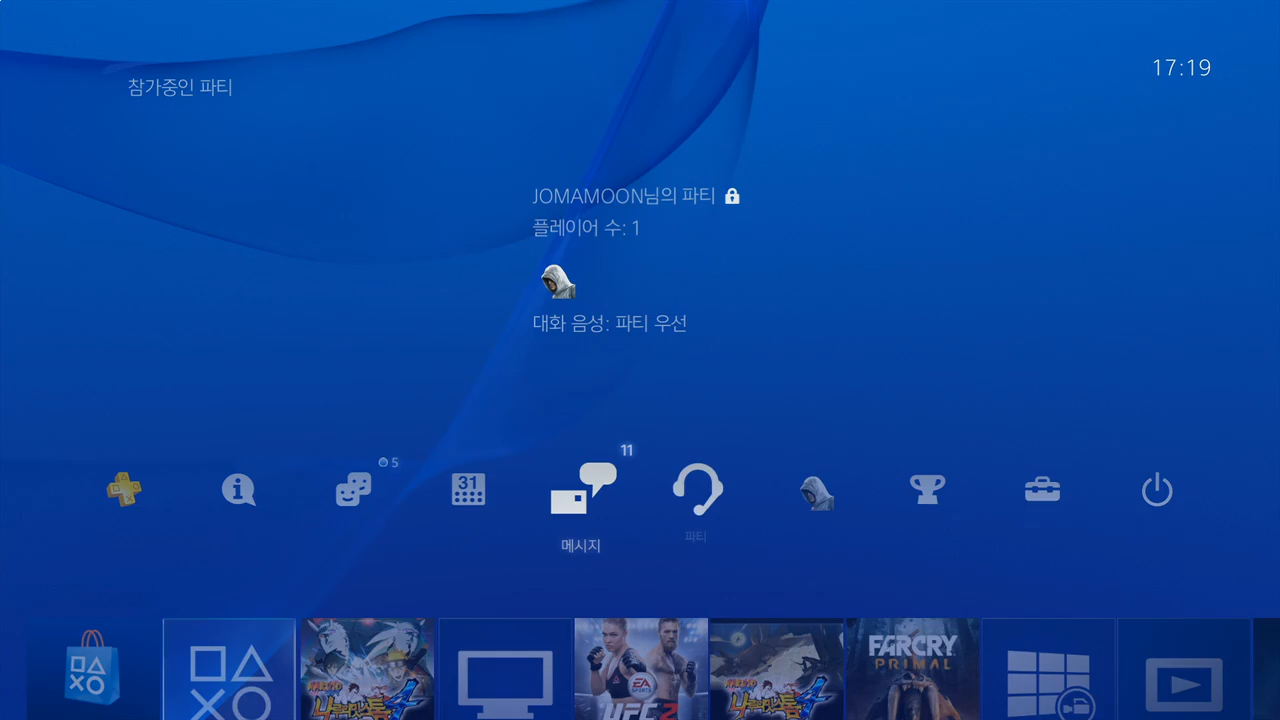 참가중인 파티
17:19
JOMAMOON님의 파티
플레이어 수: 1
대화 음성: 파티 우선
11
5
31
메시지
파티
NARUTO
나루티밋스톰 4
EA
SPORTS
UFC 2
NARUTO
나루티밋스톰 4
FARCRY
PRIMAL